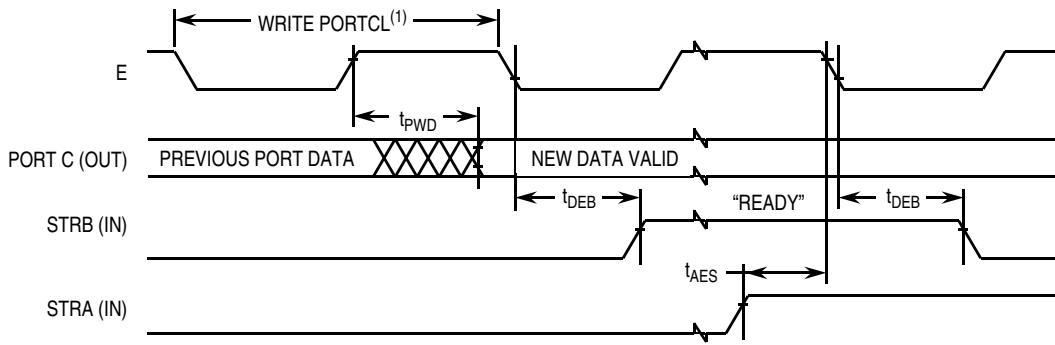 WRITE PORTCL(1)
E
tPWD
PORT C (OUT)
PREVIOUS PORT DATA
NEW DATA VALID
tDEB
"READY"
tDEB
STRB (IN)
tAES
STRA (IN)